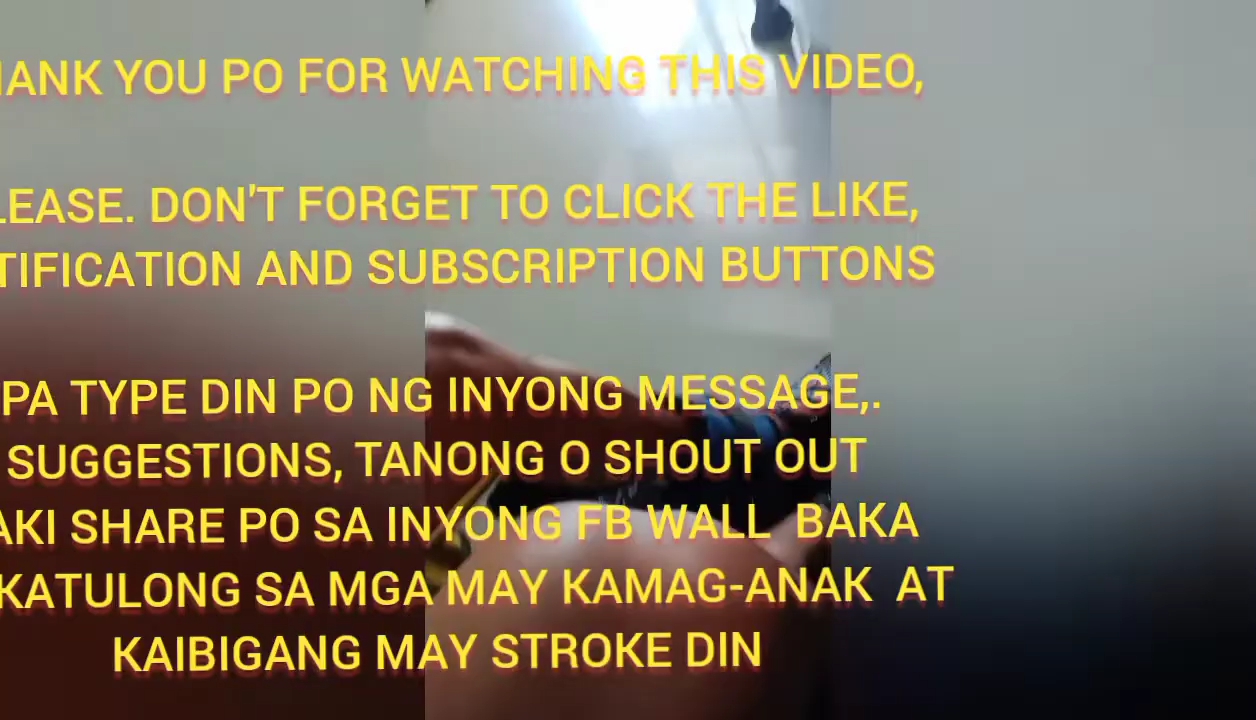 HANK YOU PO FOR WATCHING THIS VIDEO,
LEASE. DON'T FORGET TO CLICK THE LIKE,
TIFICATION AND SUBSCRIPTION BUTTONS
PA TYPE DIN PO NG INYONG MESSAGE,.
SUGGESTIONS, TANONG O SHOUT OUT
AKI SHARE PO SA INYONG FB WALL BAKA
KATULONG SA MGA MAY KAMAG-ANAK AT
KAIBIGANG MAY STROKE DIN